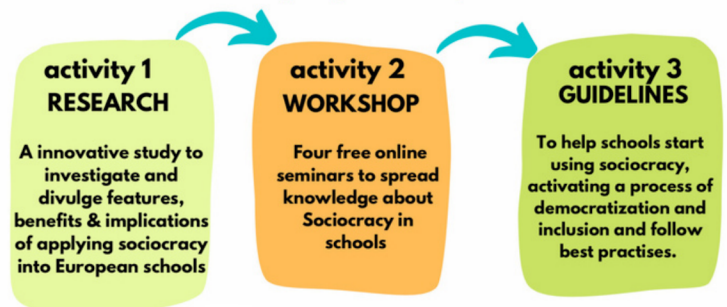 activity 1
RESEARCH
A innovative study to
investigate and
divulge features,
benefits & implications
of applying sociocracy
into European schools
activity 2
WORKSHOP
Four free online
seminars to spread
knowledge about
Sociocracy in
schools
activity 3
GUIDELINES
To help schools start
using sociocracy,
activating a process of
democratization and
inclusion and follow
best practises.